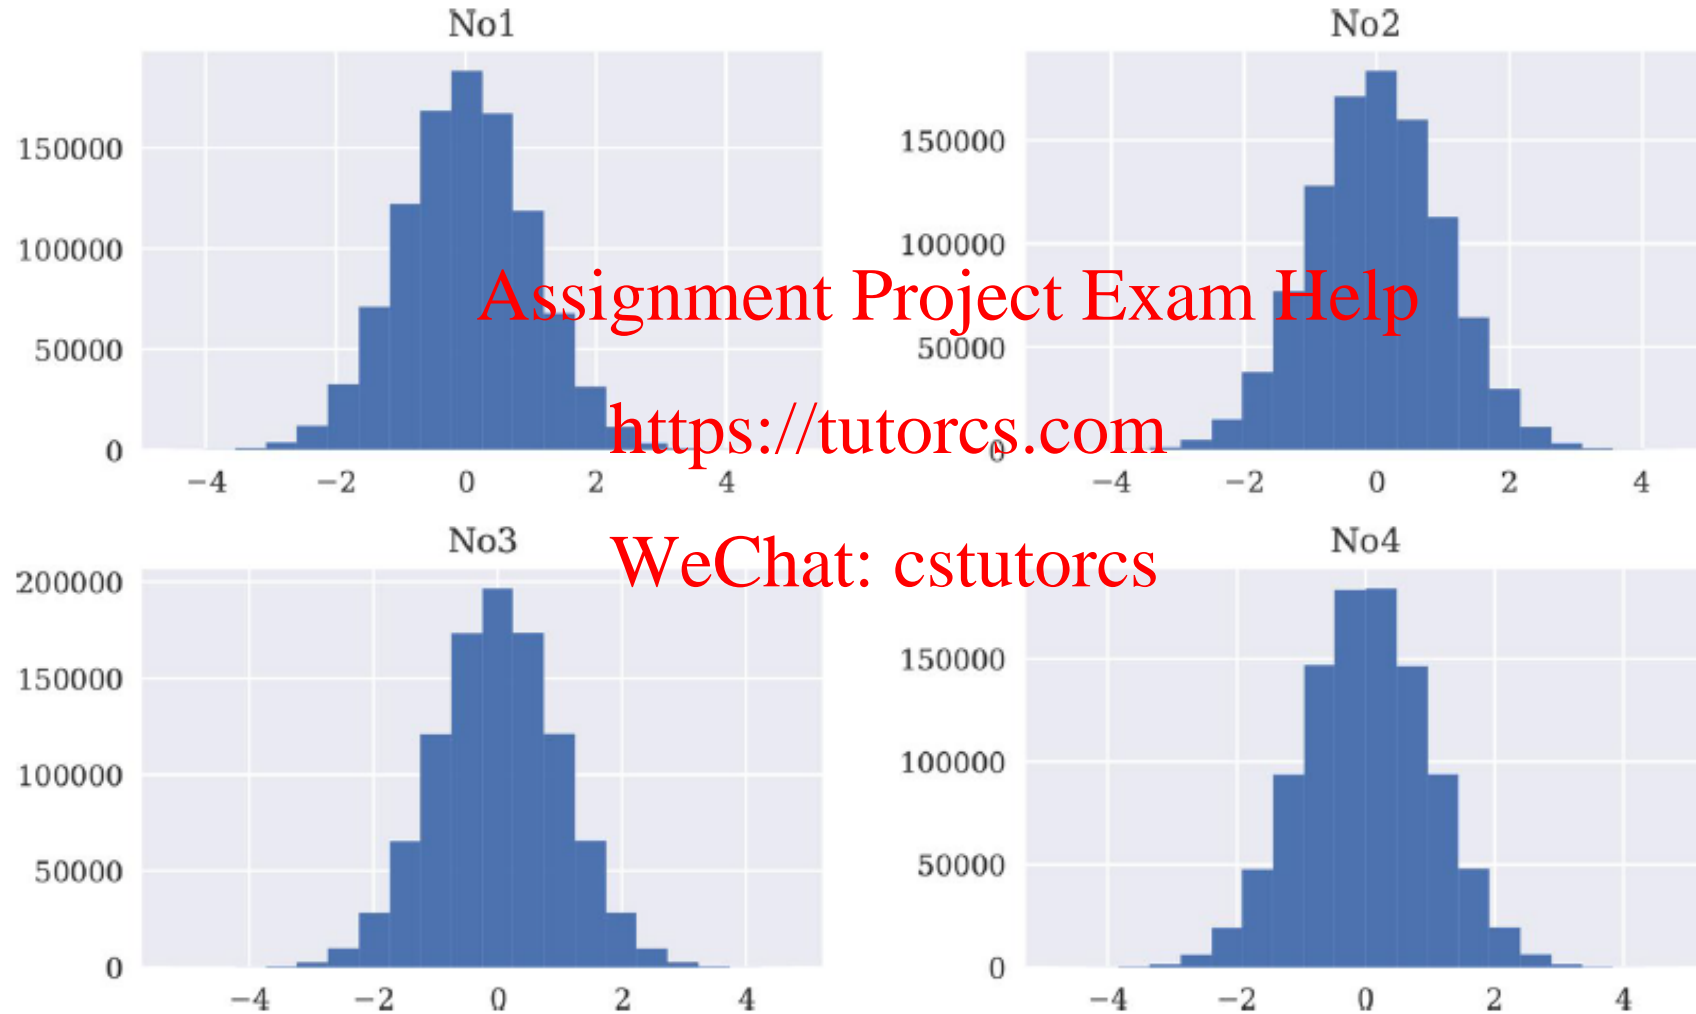 No1
No2
150000
100000
50000
0
−4 −2 0 2 4
150000
100000
50000
0
−4 −2 0 2 4
Assignment Project Exam Help
https://tutorcs.com
WeChat: cstutorcs
No3
No4
200000
150000
100000
50000
0
−4 −2 0 2 4
150000
100000
50000
0
−4 −2 0 2 4